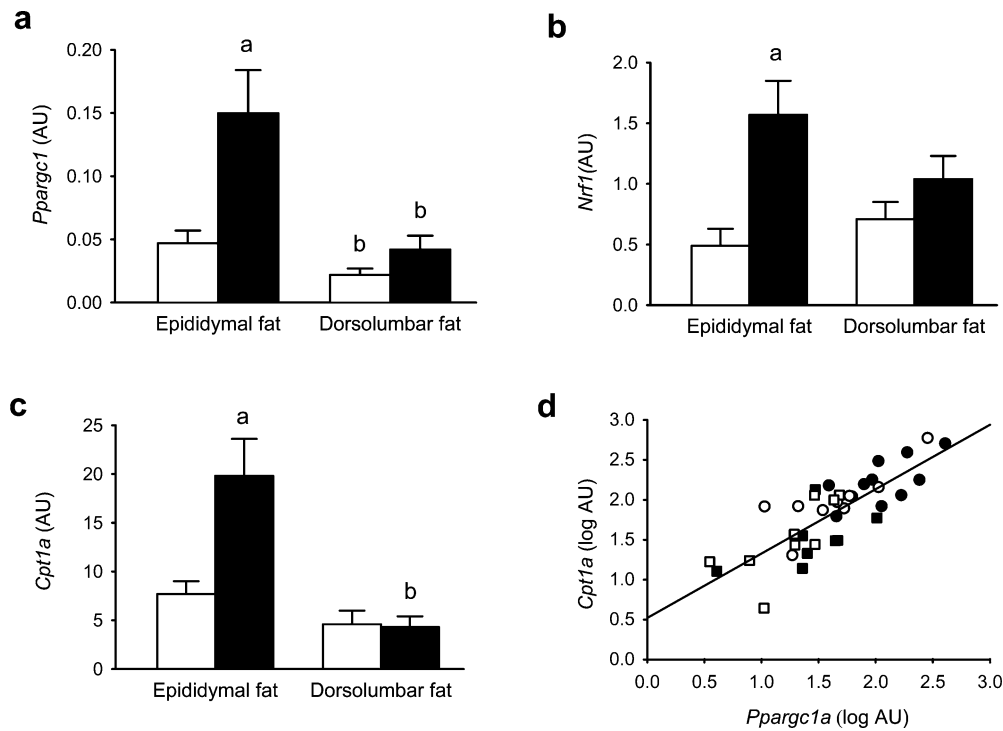 a
Ppargc1 (AU)
0.20
0.15
0.10
0.05
0.00
a
b
b
Epididymal fat
Dorsolumbar fat
b
Nrf1(AU)
2.0
1.5
1.0
0.5
0.0
a
Epididymal fat
Dorsolumbar fat
c
Cpt1a (AU)
25
20
15
10
5
0
a
b
Epididymal fat
Dorsolumbar fat
d
Cpt1a (log AU)
3.0
2.5
2.0
1.5
1.0
0.5
0.0
0.0 0.5 1.0 1.5 2.0 2.5 3.0
Ppargc1a (log AU)